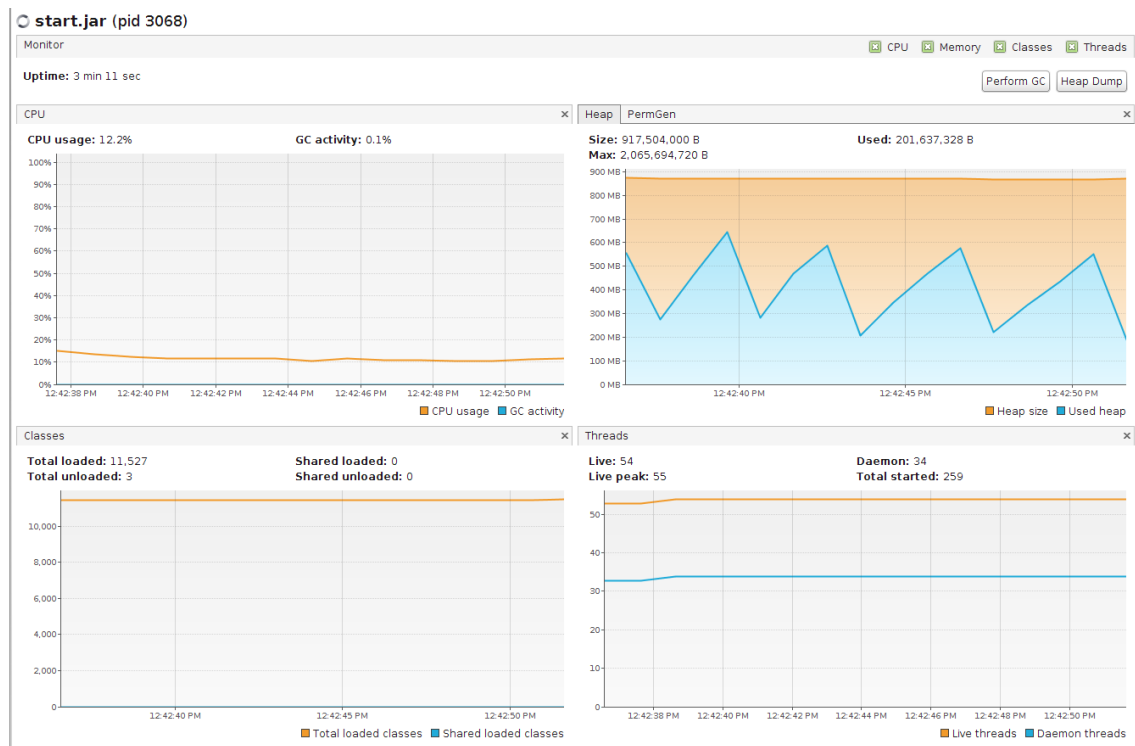 start.jar (pid 3068)
Monitor
CPU Memory Classes Threads
Uptime: 3 min 11 sec
Perform GC Heap Dump
CPU ×
CPU usage: 12.2% GC activity: 0.1%
100%
90%
80%
70%
60%
50%
40%
30%
20%
10%
0%
12:42:38 PM 12:42:40 PM 12:42:42 PM 12:42:44 PM 12:42:46 PM 12:42:48 PM 12:42:50 PM
CPU usage GC activity
Heap PermGen ×
Size: 917,504,000 B Used: 201,637,328 B
Max: 2,065,694,720 B
900 MB
800 MB
700 MB
600 MB
500 MB
400 MB
300 MB
200 MB
100 MB
0 MB
12:42:40 PM 12:42:45 PM 12:42:50 PM
Heap size Used heap
Classes ×
Total loaded: 11,527 Shared loaded: 0
Total unloaded: 3 Shared unloaded: 0
10,000
8,000
6,000
4,000
2,000
0
12:42:40 PM 12:42:45 PM 12:42:50 PM
Total loaded classes Shared loaded classes
Threads ×
Live: 54 Daemon: 34
Live peak: 55 Total started: 259
50
40
30
20
10
0
12:42:38 PM 12:42:40 PM 12:42:42 PM 12:42:44 PM 12:42:46 PM 12:42:48 PM 12:42:50 PM
Live threads Daemon threads